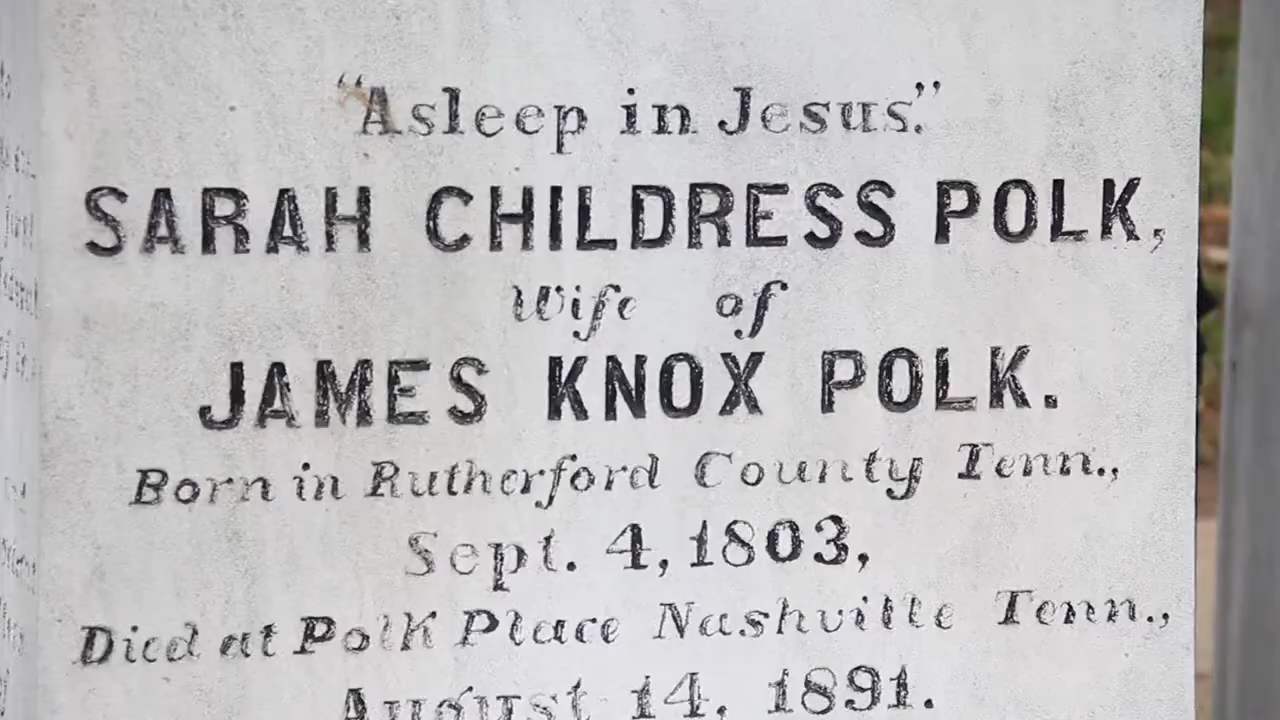 "Asleep in Jesus."
SARAH CHILDRESS POLK,
Wife of
JAMES KNOX POLK.
Born in Rutherford County Tenn.,
Sept. 4, 1803,
Died at Polk Place Nashville Tenn.,
August 14, 1891.